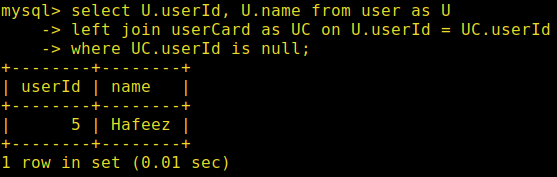 mysql> select U.userId, U.name from user as U
    -> left join userCard as UC on U.userId = UC.userId
    -> where UC.userId is null;
+--------+--------+
| userId | name   |
+--------+--------+
|      5 | Hafeez |
+--------+--------+
1 row in set (0.01 sec)